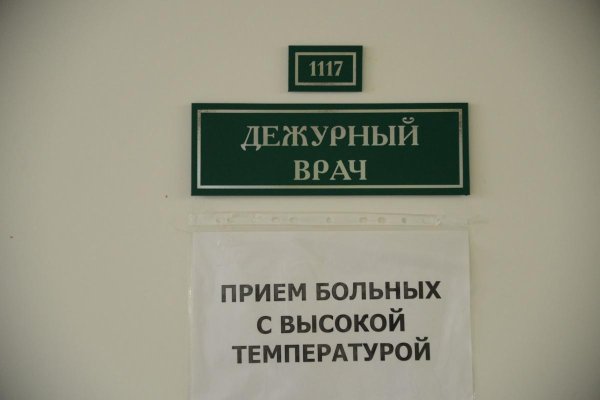 1117
ДЕЖУРНЫЙ
ВРАЧ
ПРИЕМ БОЛЬНЫХ
С ВЫСОКОЙ
ТЕМПЕРАТУРОЙ